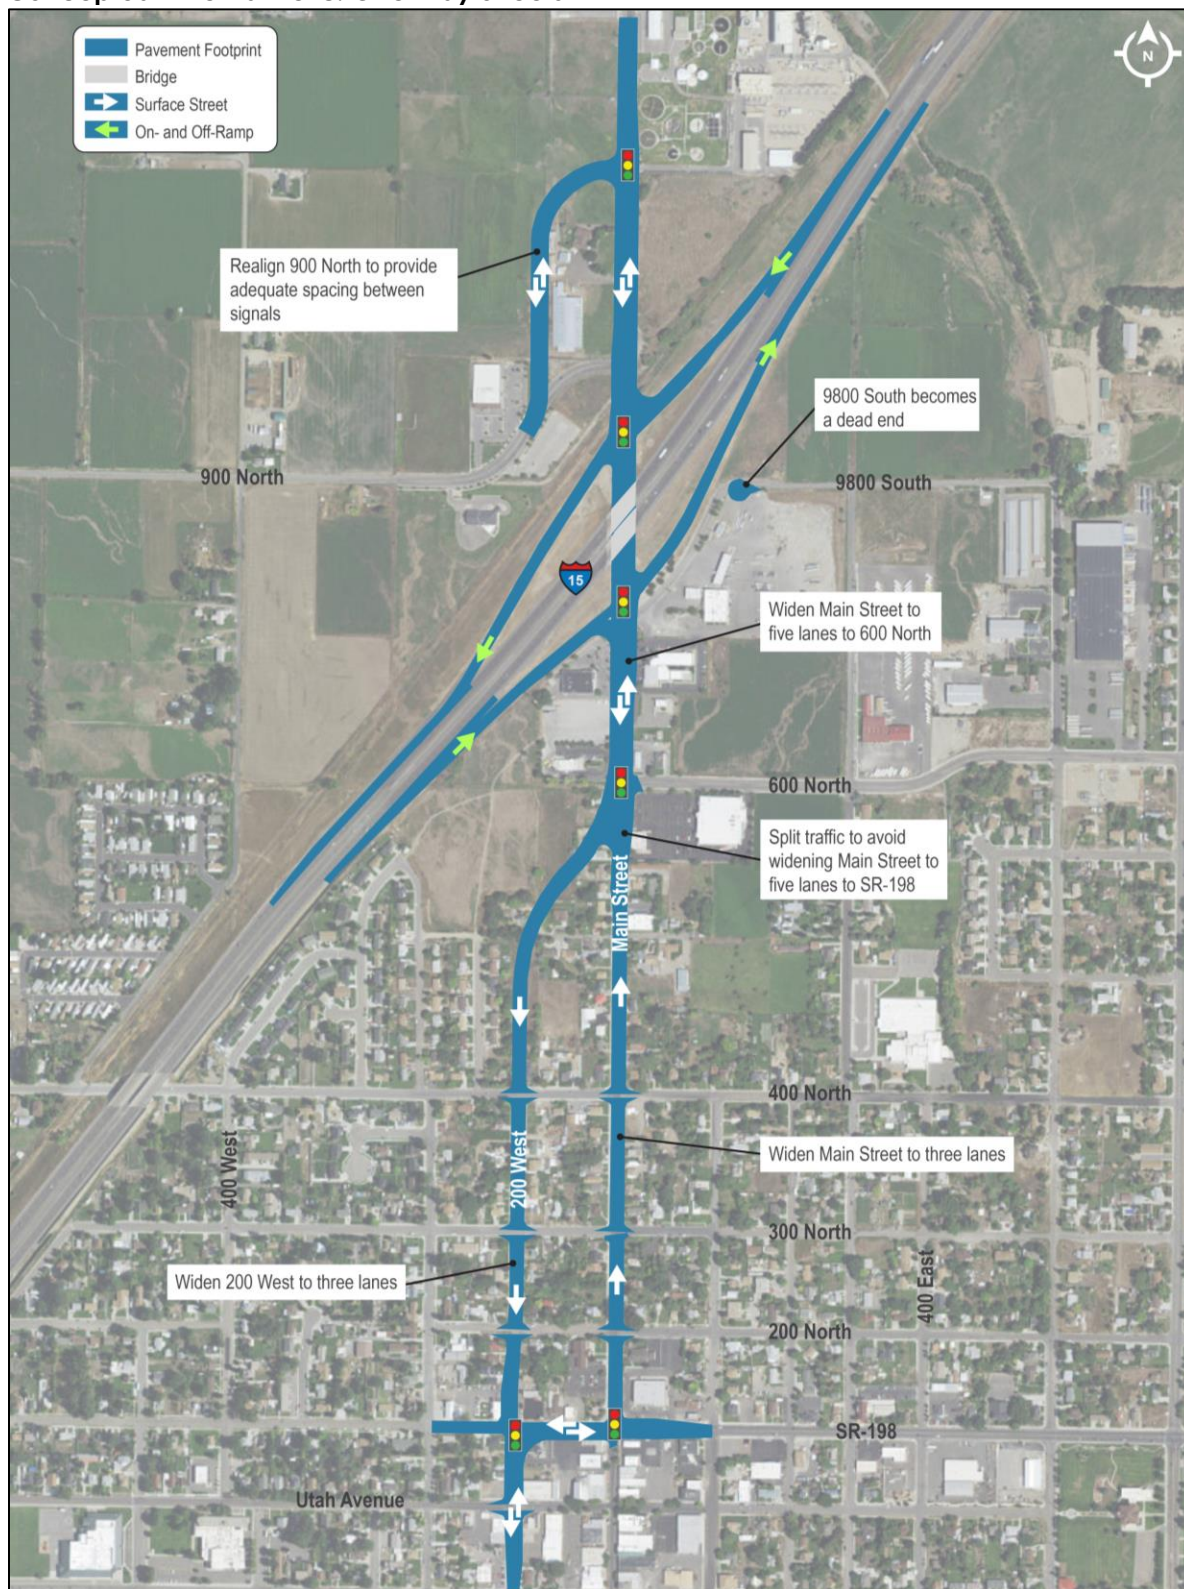 Pavement Footprint
Bridge
Surface Street
On- and Off-Ramp
N
Realign 900 North to provide
adequate spacing between
signals
9800 South becomes
a dead end
900 North
9800 South
15
Widen Main Street to
five lanes to 600 North
600 North
Split traffic to avoid
widening Main Street to
five lanes to SR-198
Main Street
400 North
400 West
200 West
Widen Main Street to three lanes
300 North
Widen 200 West to three lanes
400 East
200 North
SR-198
Utah Avenue